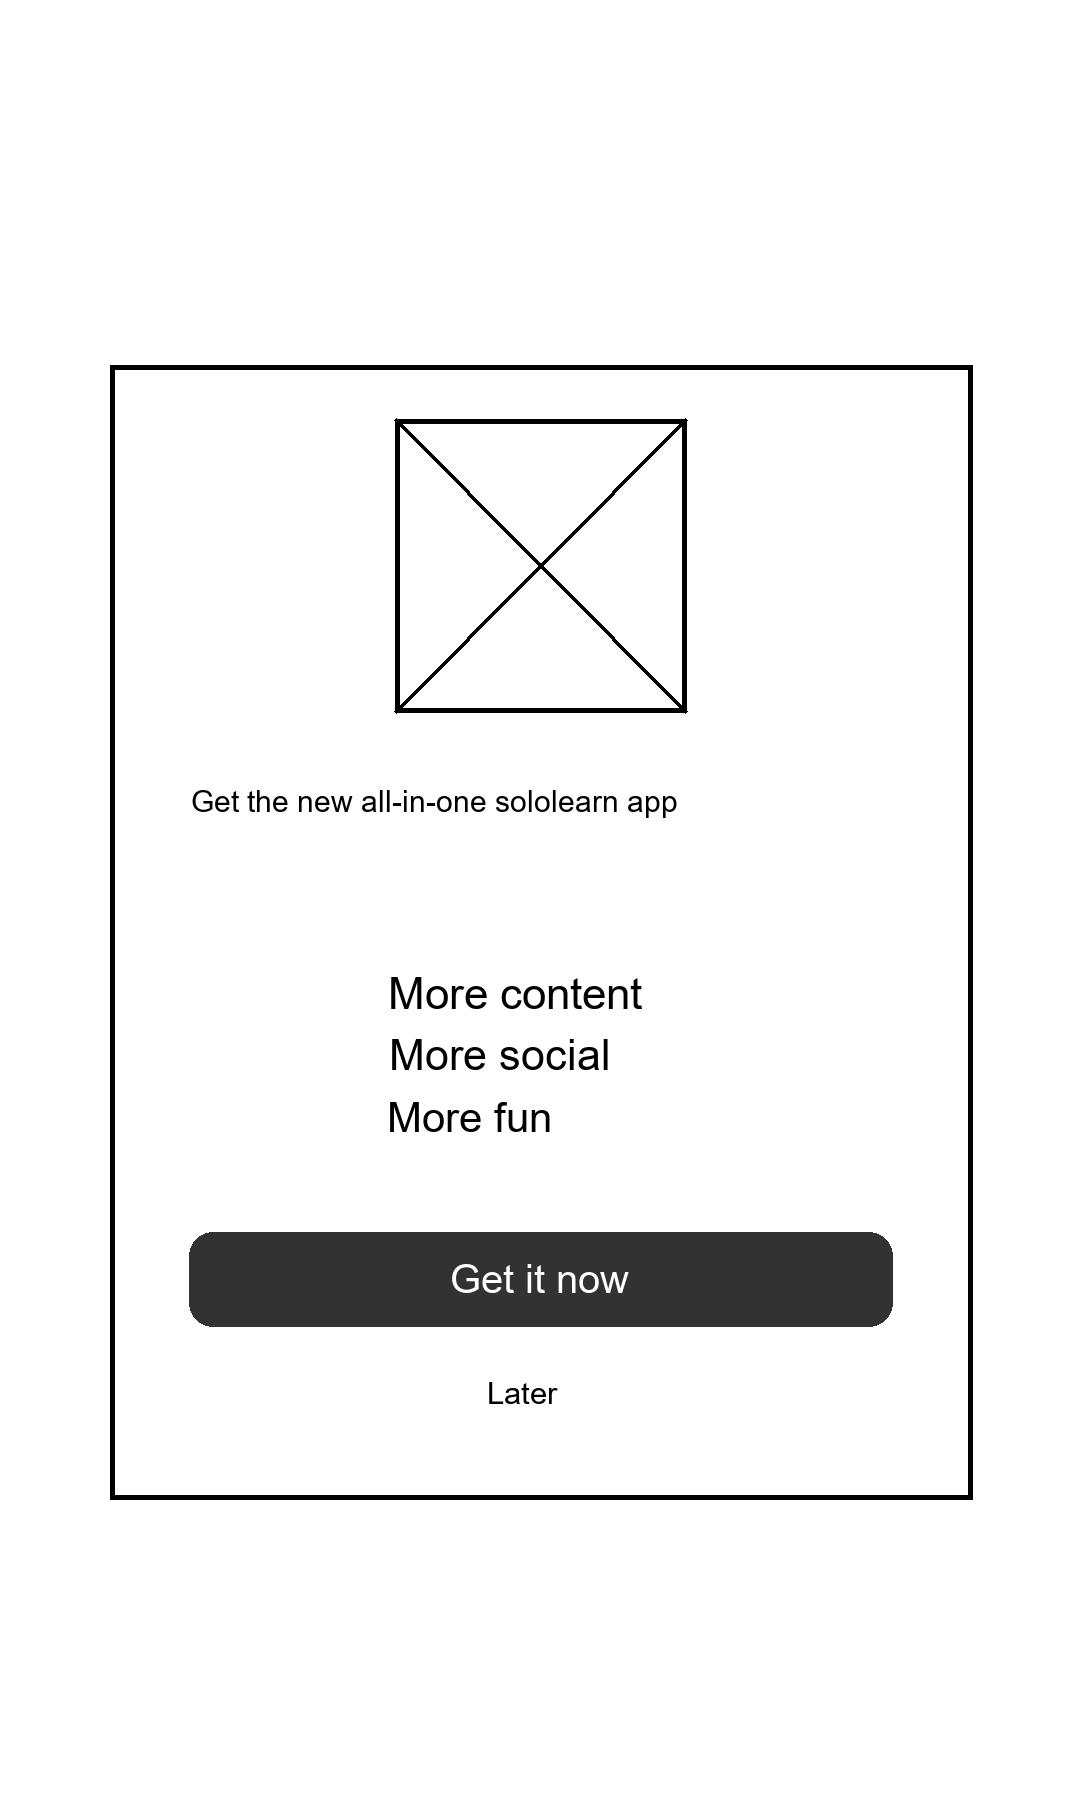 Get the new all-in-one sololearn app
More content
More social
More fun
Get it now
Later